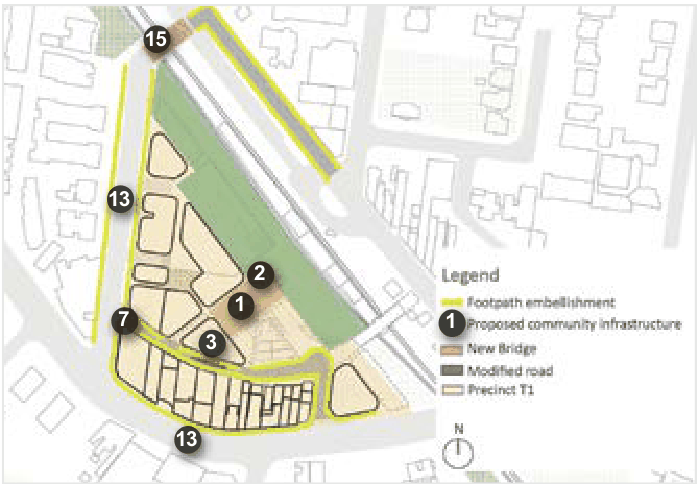 15
13
2
1
7
3
13
Legend
Footpath embellishment
1 Proposed community infrastructure
New Bridge
Modified road
Precinct T1
N